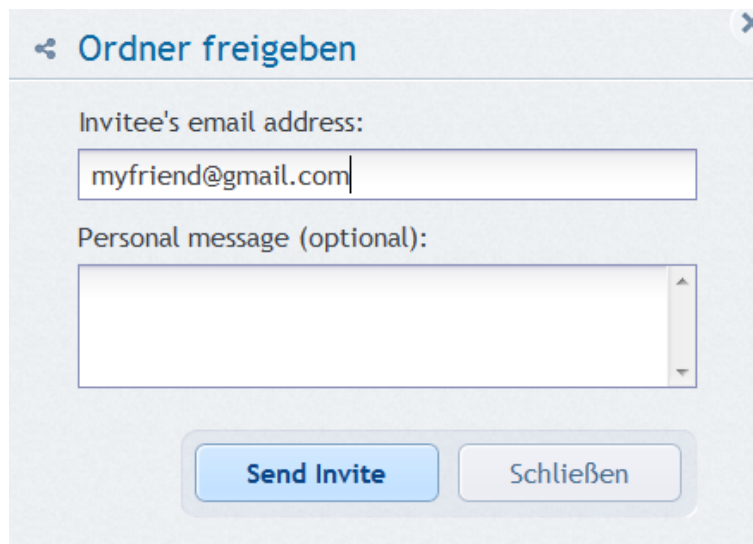 Ordner freigeben
Invitee's email address:
myfriend@gmail.com
Personal message (optional):
Send Invite
Schließen